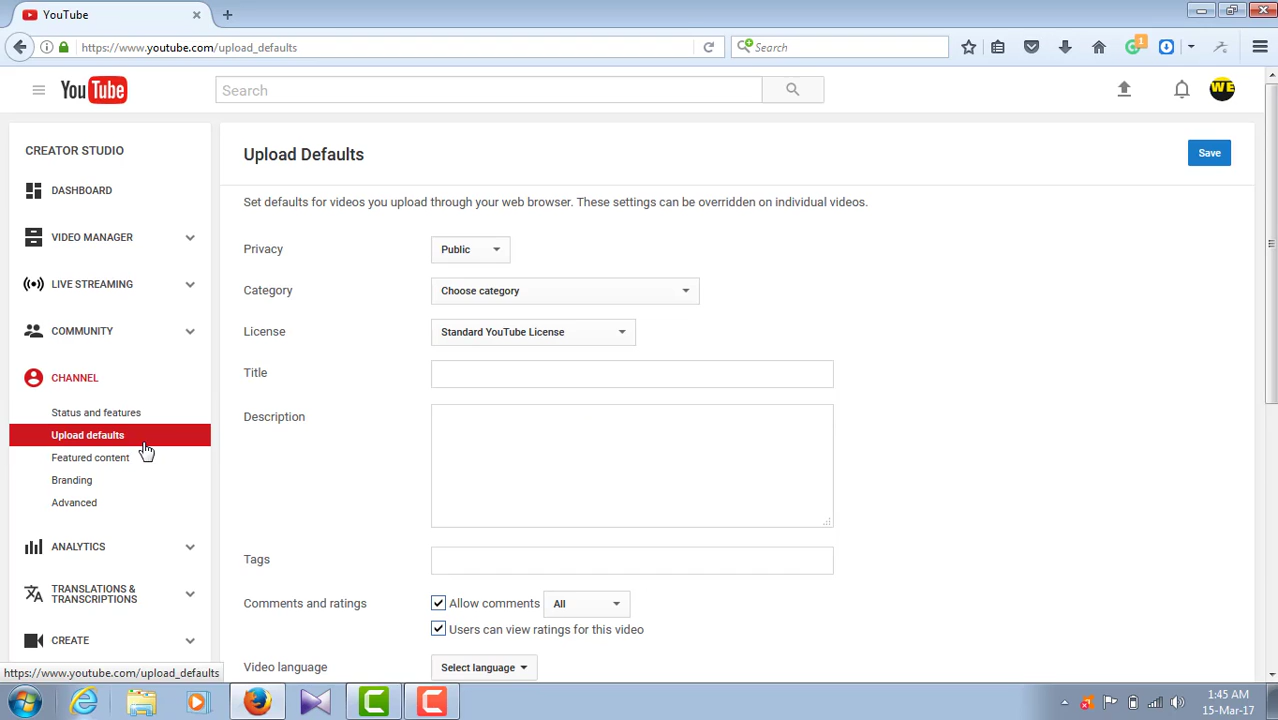 YouTube
https://www.youtube.com/upload_defaults
Search
1
YouTube
Search
WE
CREATOR STUDIO
DASHBOARD
VIDEO MANAGER
LIVE STREAMING
COMMUNITY
CHANNEL
Status and features
Upload defaults
Featured content
Branding
Advanced
ANALYTICS
TRANSLATIONS &
TRANSCRIPTIONS
CREATE
Upload Defaults
Save
Set defaults for videos you upload through your web browser. These settings can be overridden on individual videos.
Privacy
Public
Category
Choose category
License
Standard YouTube License
Title
Description
Tags
Comments and ratings
Allow comments
All
Users can view ratings for this video
Video language
Select language
https://www.youtube.com/upload_defaults
1:45 AM
15-Mar-17